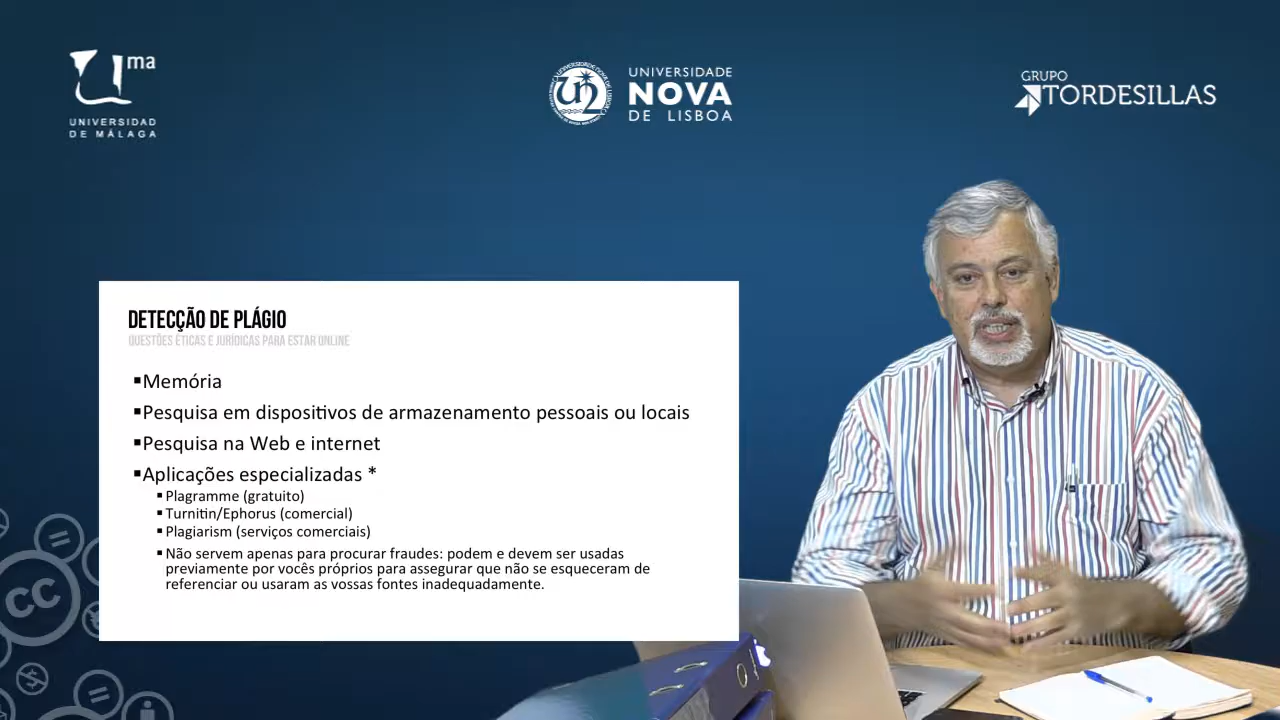 uma
UNIVERSIDAD
DE MÁLAGA
UNIVERSIDADE
NOVA
DE LISBOA
GRUPO
TORDESILLAS
DETECÇÃO DE PLÁGIO
QUESTÕES ÉTICAS E JURÍDICAS PARA ESTAR ONLINE
▪Memória
▪Pesquisa em dispositivos de armazenamento pessoais ou locais
▪Pesquisa na Web e internet
▪Aplicações especializadas *
▪Plagramme (gratuito)
▪Turnitin/Ephorus (comercial)
▪Plagiarism (serviços comerciais)
▪Não servem apenas para procurar fraudes: podem e devem ser usadas
previamente por vocês próprios para assegurar que não se esqueceram de
referenciar ou usaram as vossas fontes inadequadamente.
CC